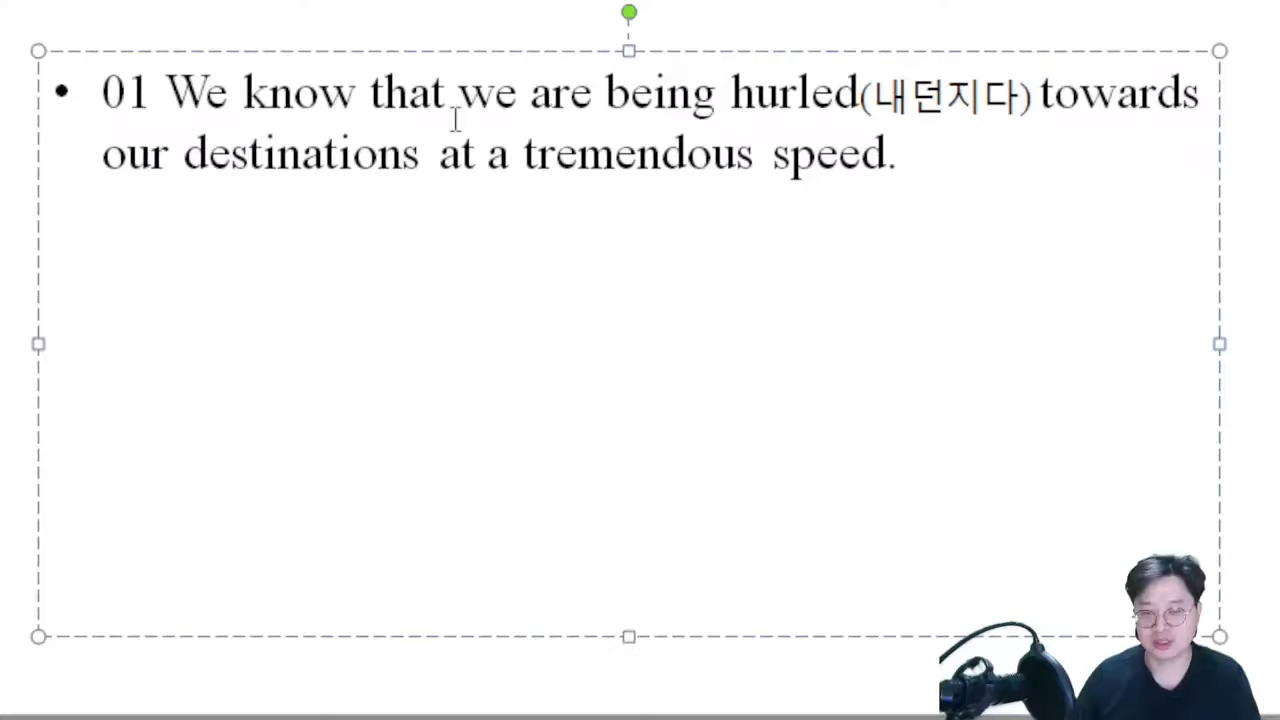 • 01 We know that we are being hurled(내던지다) towards
our destinations at a tremendous speed.